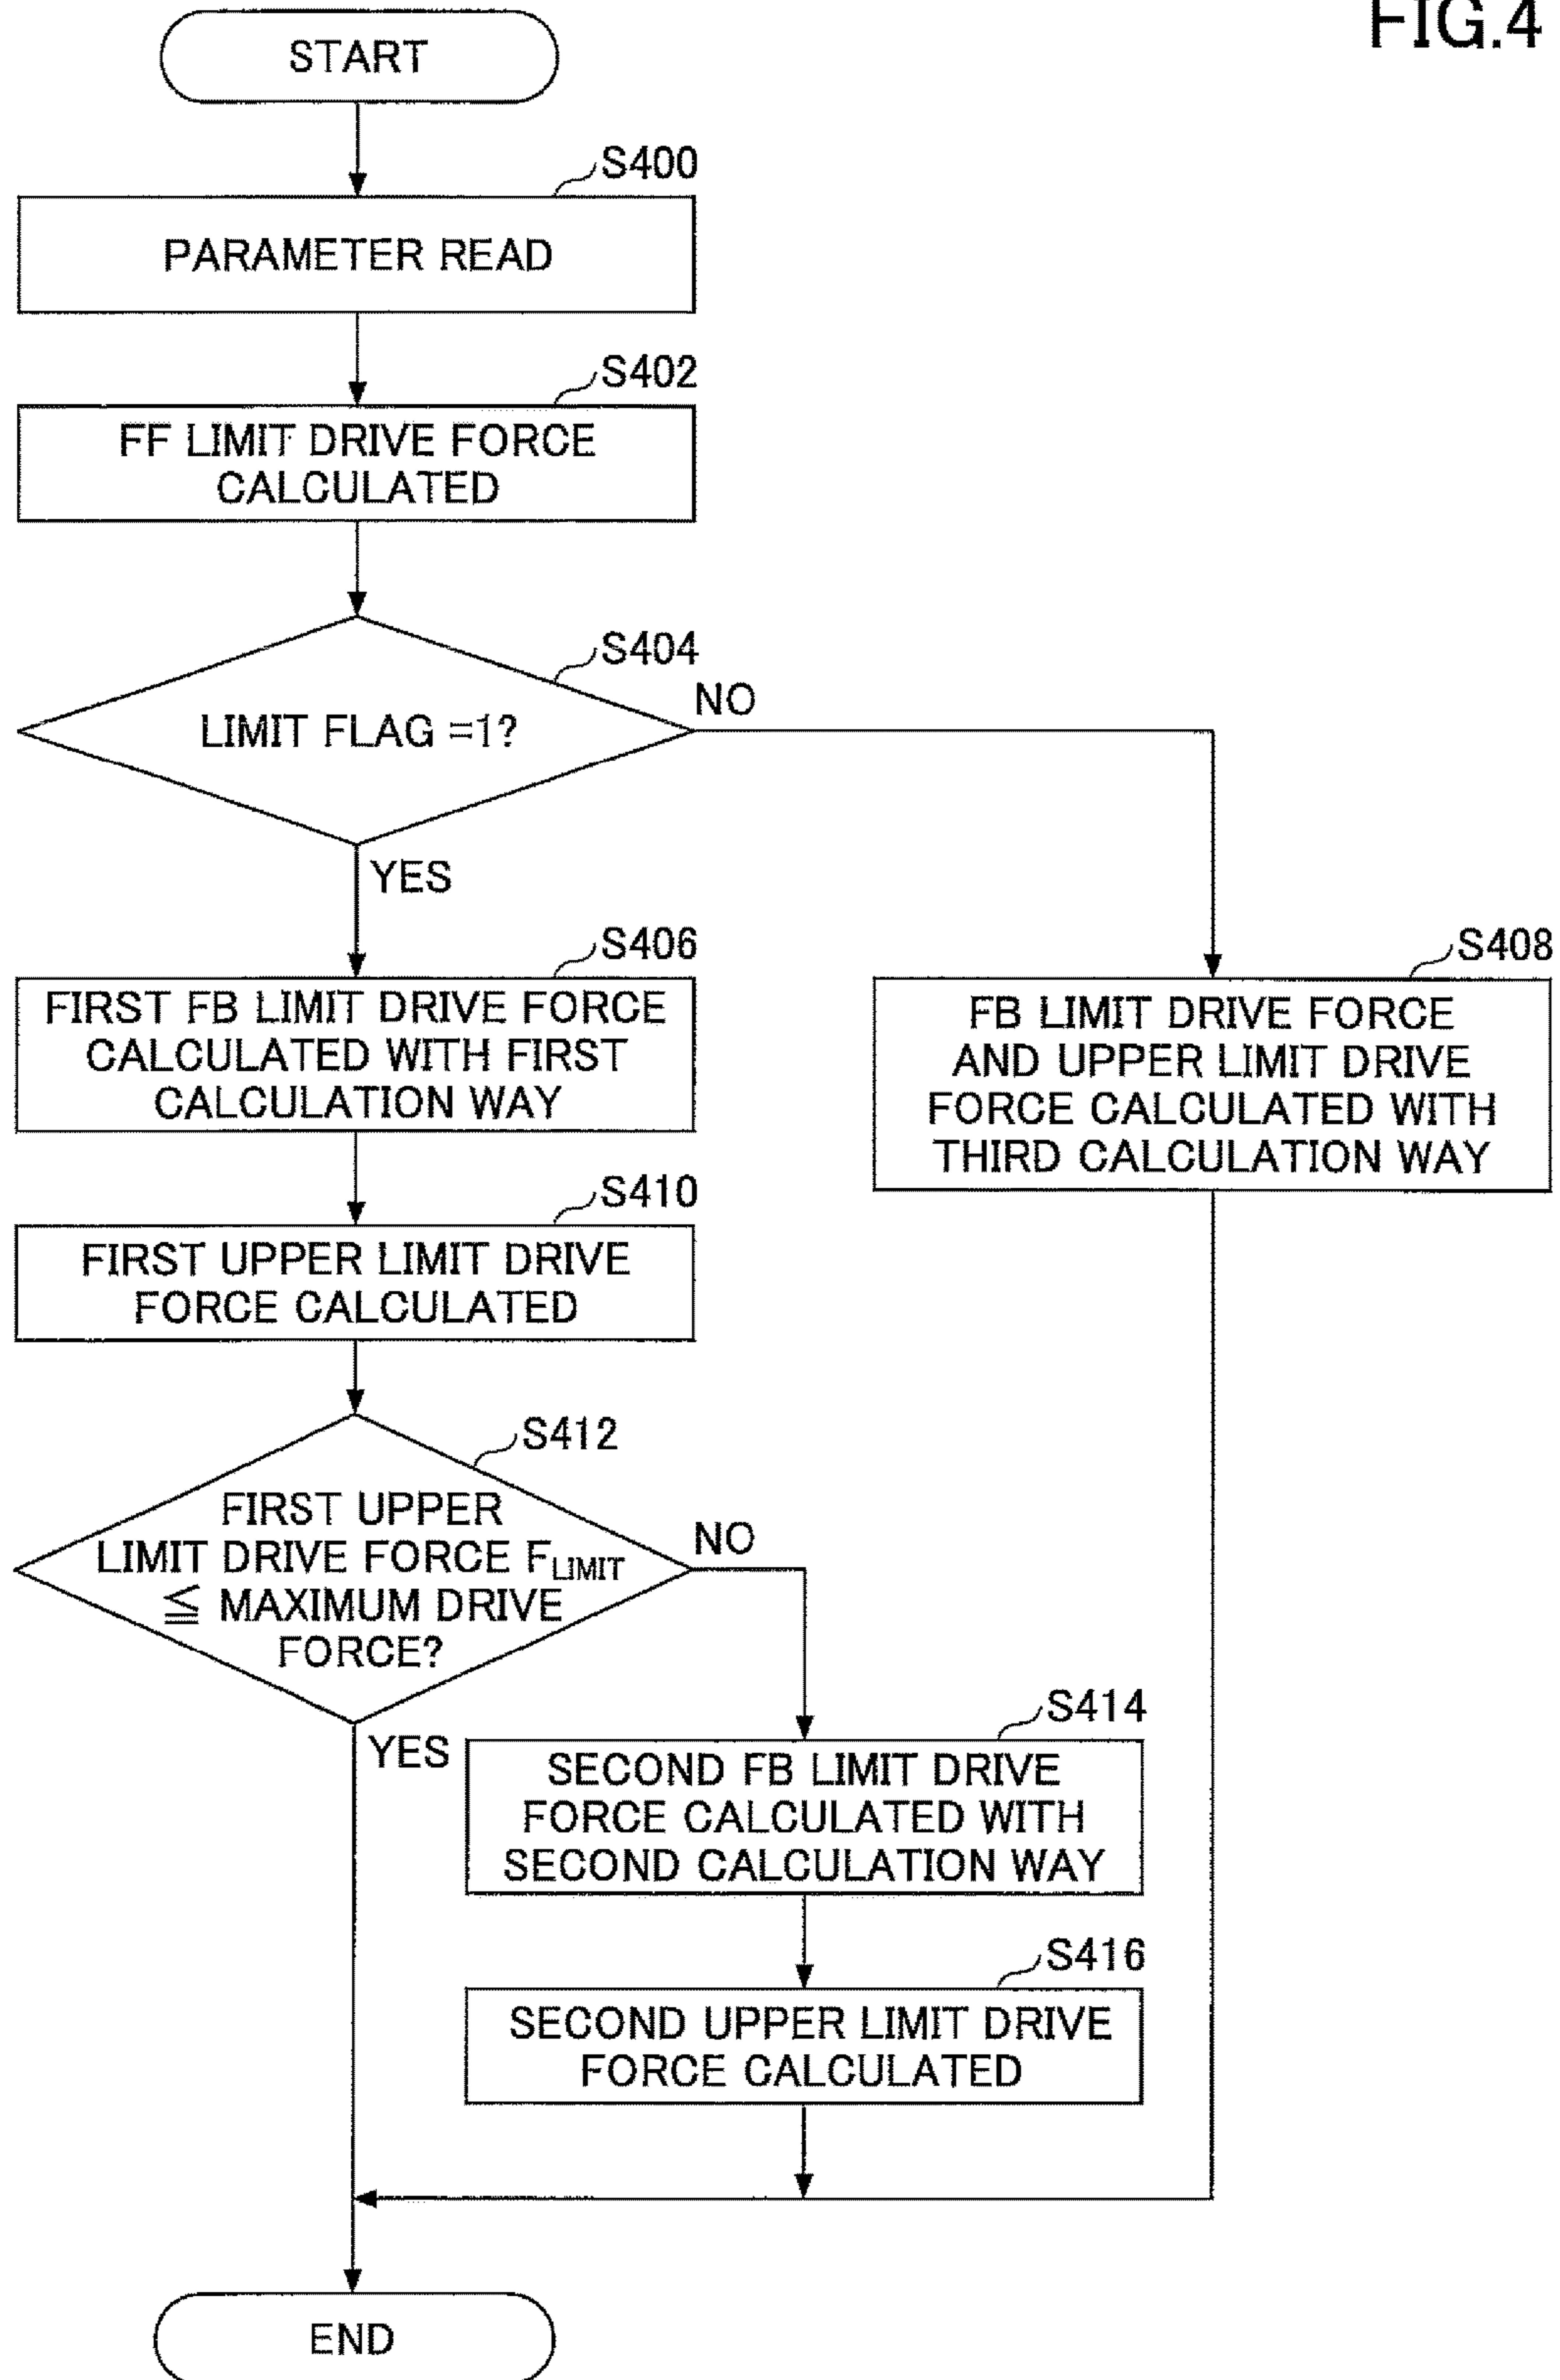 FIG.4
START
S400
PARAMETER READ
S402
FF LIMIT DRIVE FORCE
CALCULATED
S404
LIMIT FLAG =1?
NO
YES
S406
FIRST FB LIMIT DRIVE FORCE
CALCULATED WITH FIRST
CALCULATION WAY
S408
FB LIMIT DRIVE FORCE
AND UPPER LIMIT DRIVE
FORCE CALCULATED WITH
THIRD CALCULATION WAY
S410
FIRST UPPER LIMIT DRIVE
FORCE CALCULATED
S412
FIRST UPPER
LIMIT DRIVE FORCE FLIMIT
≦ MAXIMUM DRIVE
FORCE?
NO
YES
S414
SECOND FB LIMIT DRIVE
FORCE CALCULATED WITH
SECOND CALCULATION WAY
S416
SECOND UPPER LIMIT DRIVE
FORCE CALCULATED
END